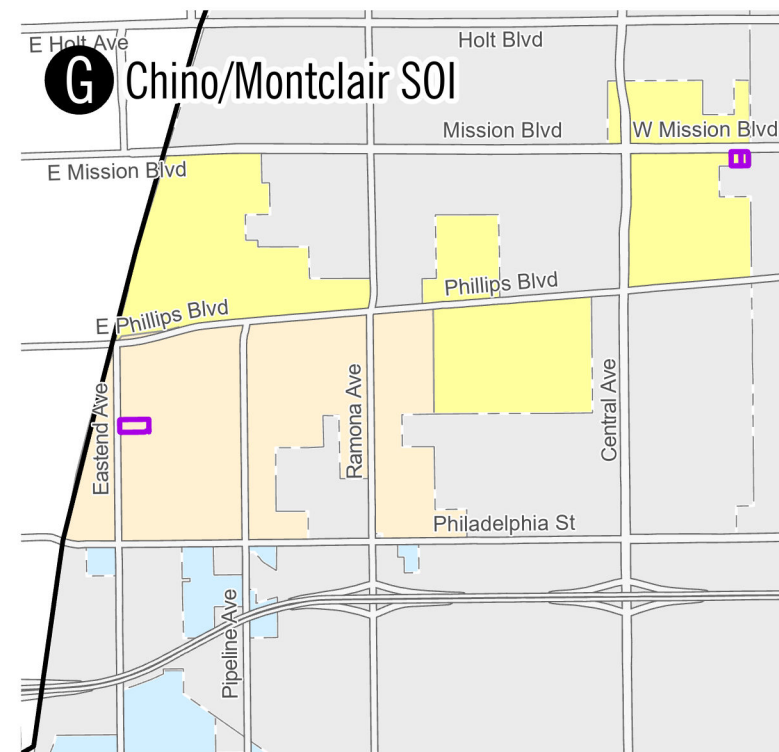 E Holt Ave
Holt Blvd
G Chino/Montclair SOI
Mission Blvd
W Mission Blvd
E Mission Blvd
Phillips Blvd
E Phillips Blvd
Eastend Ave
Ramona Ave
Central Ave
Philadelphia St
Pipeline Ave